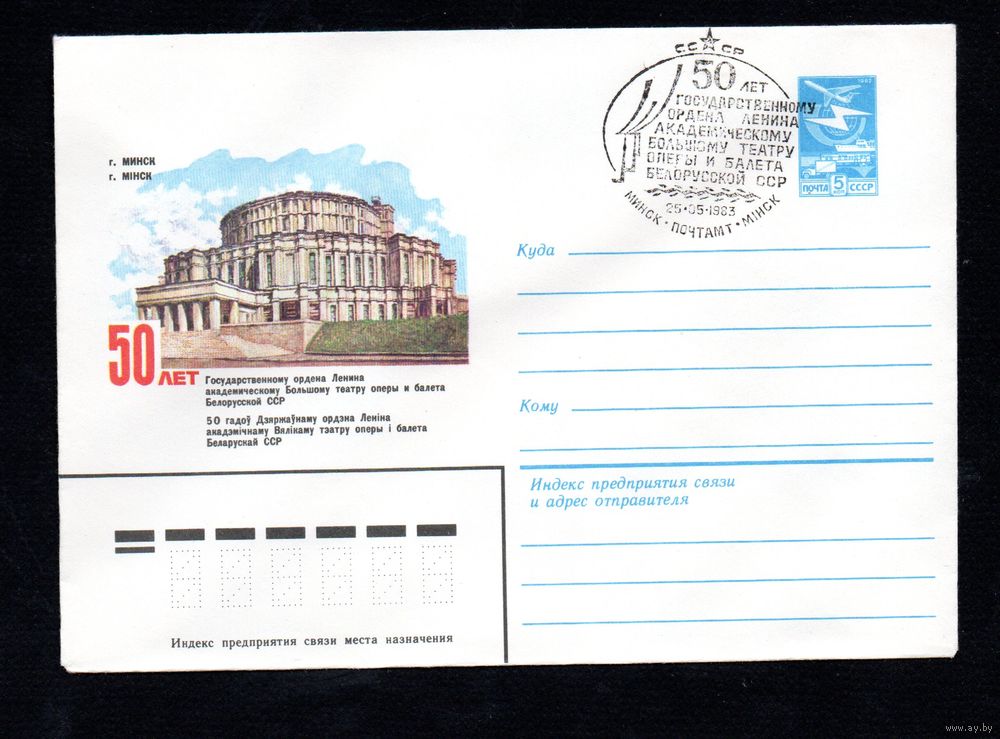 СССР
50 ЛЕТ
ГОСУДАРСТВЕННОМУ
ОРДЕНА ЛЕНИНА
АКАДЕМИЧЕСКОМУ
БОЛЬШОМУ ТЕАТРУ
ОПЕРЫ И БАЛЕТА
БЕЛОРУССКОЙ ССР
25·05·1983
МИНСК · ПОЧТАМТ · МІНСК
1982
ПОЧТА 5 СССР
г. МИНСК
г. МІНСК
50 ЛЕТ
Государственному ордена Ленина
академическому Большому театру оперы и балета
Белорусской ССР
50 гадоў Дзяржаўнаму ордэна Леніна
акадэмічнаму Вялікаму тэатру оперы і балета
Беларускай ССР
Куда
Кому
Индекс предприятия связи
и адрес отправителя
Индекс предприятия связи места назначения
www.ay.by